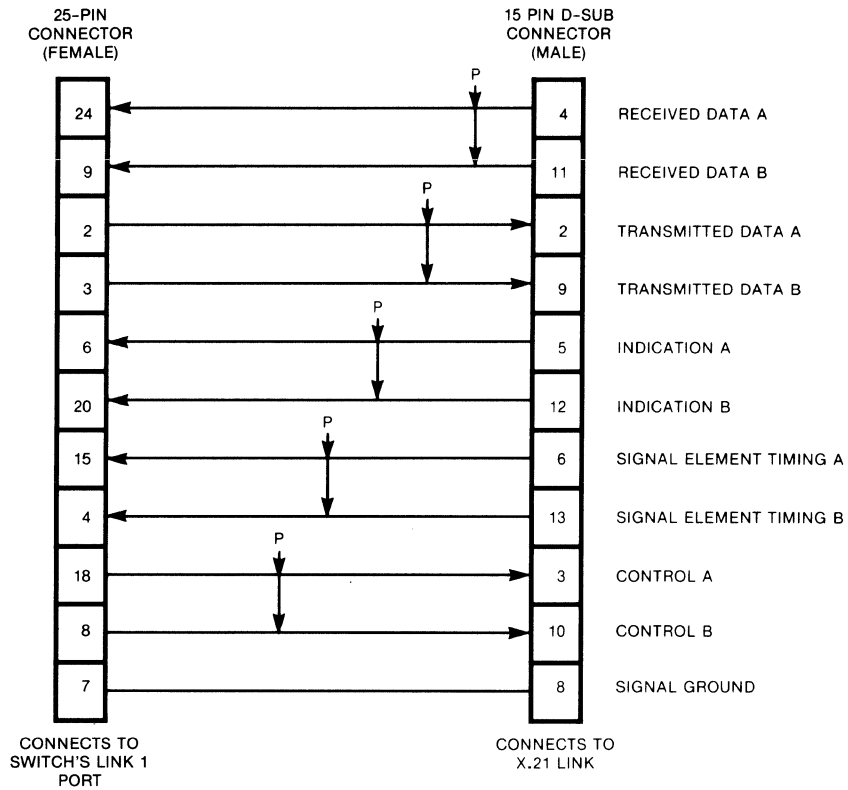 25-PIN
CONNECTOR
(FEMALE)
15 PIN D-SUB
CONNECTOR
(MALE)
P
24
4
RECEIVED DATA A
9
11
RECEIVED DATA B
P
2
2
TRANSMITTED DATA A
3
9
TRANSMITTED DATA B
P
6
5
INDICATION A
20
12
INDICATION B
P
15
6
SIGNAL ELEMENT TIMING A
4
13
SIGNAL ELEMENT TIMING B
P
18
3
CONTROL A
8
10
CONTROL B
7
8
SIGNAL GROUND
CONNECTS TO
SWITCH'S LINK 1
PORT
CONNECTS TO
X.21 LINK